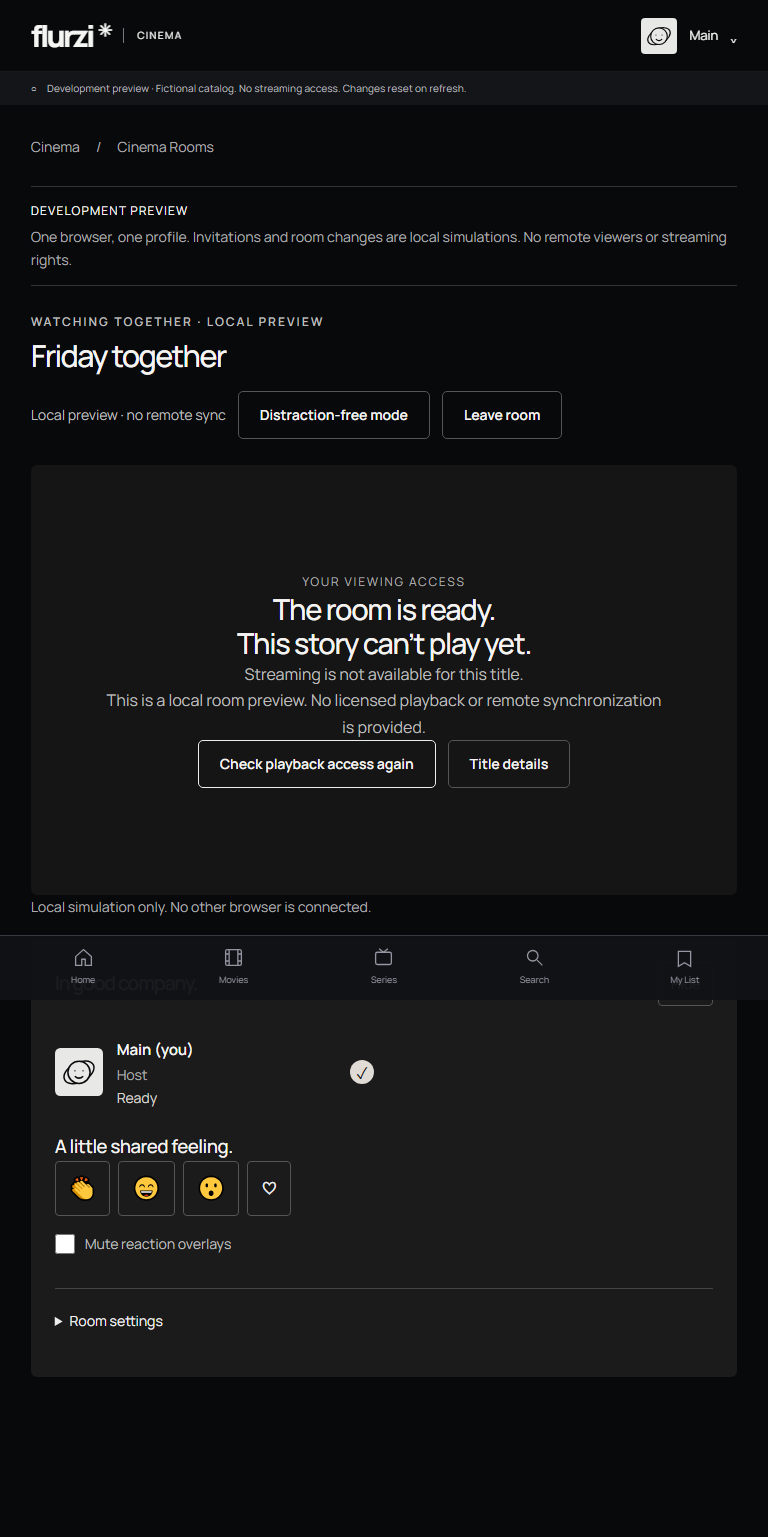 flurzi
CINEMA
Main
Development preview · Fictional catalog. No streaming access. Changes reset on refresh.
Cinema / Cinema Rooms
DEVELOPMENT PREVIEW
One browser, one profile. Invitations and room changes are local simulations. No remote viewers or streaming
rights.
WATCHING TOGETHER · LOCAL PREVIEW
Friday together
Local preview · no remote sync
Distraction-free mode
Leave room
YOUR VIEWING ACCESS
The room is ready.
This story can’t play yet.
Streaming is not available for this title.
This is a local room preview. No licensed playback or remote synchronization
is provided.
Check playback access again
Title details
Local simulation only. No other browser is connected.
Home
Movies
Series
Search
My List
In good company.
Main (you)
Host
Ready
A little shared feeling.
Mute reaction overlays
Room settings